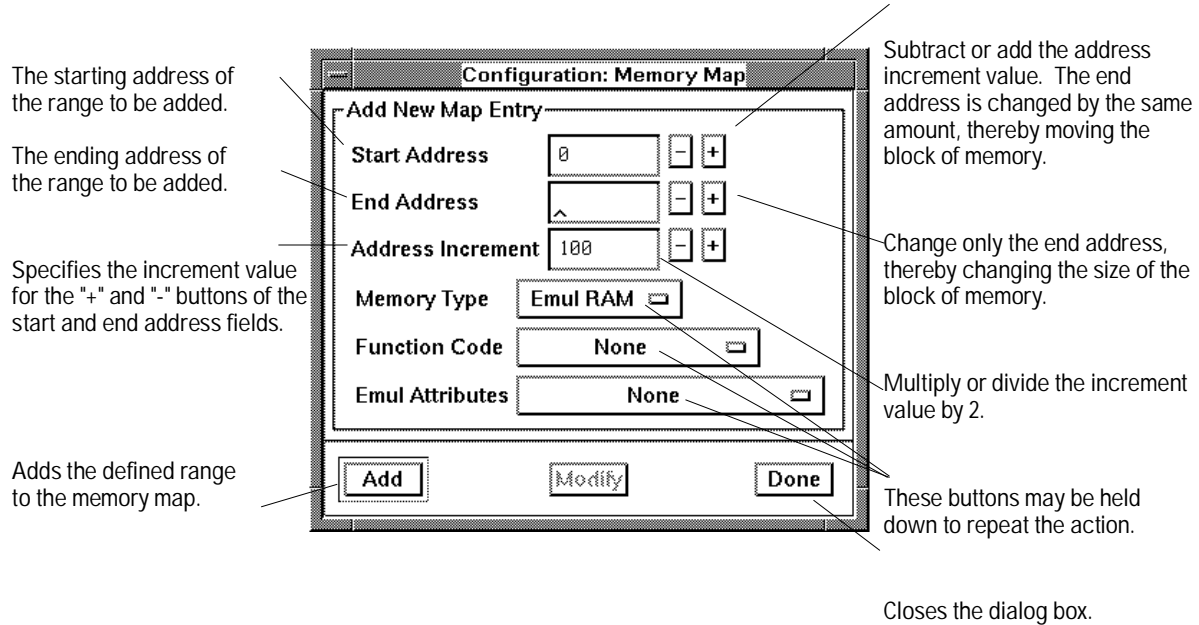 The starting address of
the range to be added.
The ending address of
the range to be added.
Specifies the increment value
for the "+" and "-" buttons of the
start and end address fields.
Adds the defined range
to the memory map.
Configuration: Memory Map
Add New Map Entry
Start Address 0 - +
End Address ^ - +
Address Increment 100 - +
Memory Type Emul RAM
Function Code None
Emul Attributes None
Add Modify Done
Subtract or add the address
increment value. The end
address is changed by the same
amount, thereby moving the
block of memory.
Change only the end address,
thereby changing the size of the
block of memory.
Multiply or divide the increment
value by 2.
These buttons may be held
down to repeat the action.
Closes the dialog box.